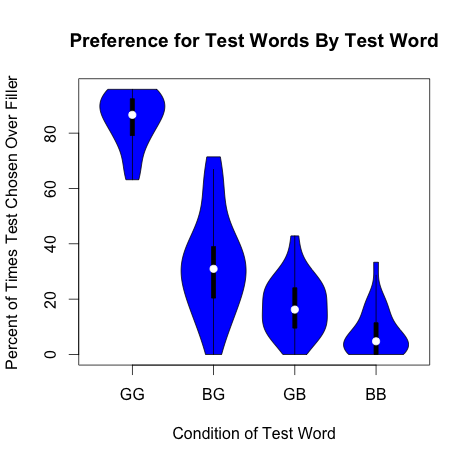 Preference for Test Words By Test Word
Percent of Times Test Chosen Over Filler
80
60
40
20
0
GG BG GB BB
Condition of Test Word